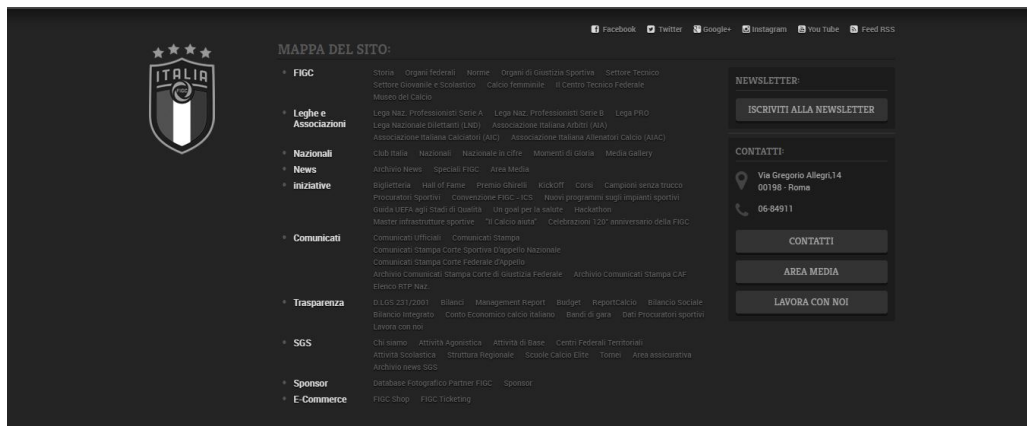 Facebook Twitter Google+ Instagram You Tube Feed RSS
ITALIA
FIGC
MAPPA DEL SITO:
FIGC
Storia Organi federali Norme Organi di Giustizia Sportiva Settore Tecnico
Settore Giovanile e Scolastico Calcio femminile Il Centro Tecnico Federale
Museo del Calcio
Leghe e
Associazioni
Lega Naz. Professionisti Serie A Lega Naz. Professionisti Serie B Lega PRO
Lega Nazionale Dilettanti (LND) Associazione Italiana Arbitri (AIA)
Associazione Italiana Calciatori (AIC) Associazione Italiana Allenatori Calcio (AIAC)
Nazionali
Club Italia Nazionali Nazionale in cifre Momenti di Gloria Media Gallery
News
Archivio News Speciali FIGC Area Media
iniziative
Biglietteria Hall of Fame Premio Ghirelli KickOff Corsi Campioni senza trucco
Procuratori Sportivi Convenzione FIGC - ICS Nuovi programmi sugli impianti sportivi
Guida UEFA agli Stadi di Qualità Un goal per la salute Hackathon
Master infrastrutture sportive "Il Calcio aiuta" Celebrazioni 120° anniversario della FIGC
Comunicati
Comunicati Ufficiali Comunicati Stampa
Comunicati Stampa Corte Sportiva D'appello Nazionale
Comunicati Stampa Corte Federale d'Appello
Archivio Comunicati Stampa Corte di Giustizia Federale Archivio Comunicati Stampa CAF
Elenco RTP Naz.
Trasparenza
D.LGS 231/2001 Bilanci Management Report Budget ReportCalcio Bilancio Sociale
Bilancio Integrato Conto Economico calcio italiano Bandi di gara Dati Procuratori sportivi
Lavora con noi
SGS
Chi siamo Attività Agonistica Attività di Base Centri Federali Territoriali
Attività Scolastica Struttura Regionale Scuole Calcio Elite Tornei Area assicurativa
Archivio news SGS
Sponsor
Database Fotografico Partner FIGC Sponsor
E-Commerce
FIGC Shop FIGC Ticketing
NEWSLETTER:
ISCRIVITI ALLA NEWSLETTER
CONTATTI:
Via Gregorio Allegri,14
00198 - Roma
06-84911
CONTATTI
AREA MEDIA
LAVORA CON NOI